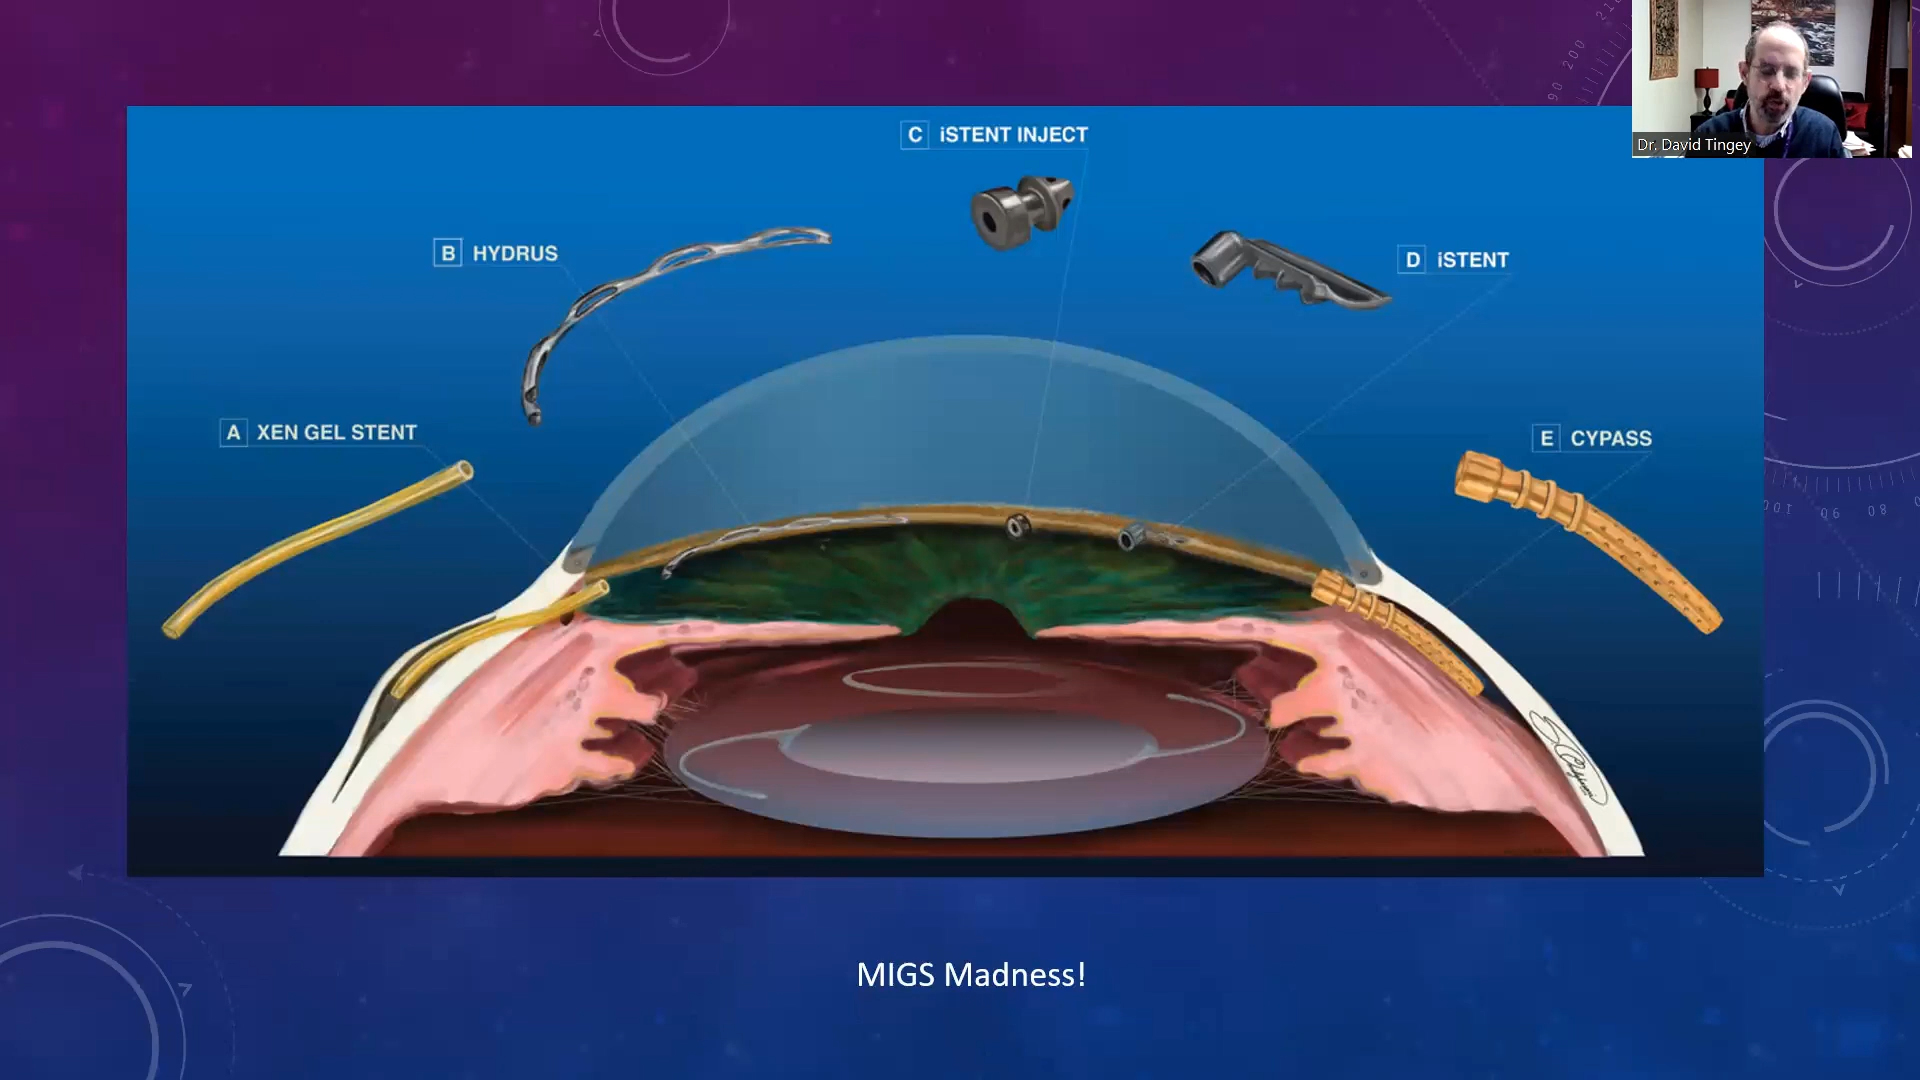 Dr. David Tingey
C iSTENT INJECT
B HYDRUS
D iSTENT
A XEN GEL STENT
E CYPASS
MIGS Madness!